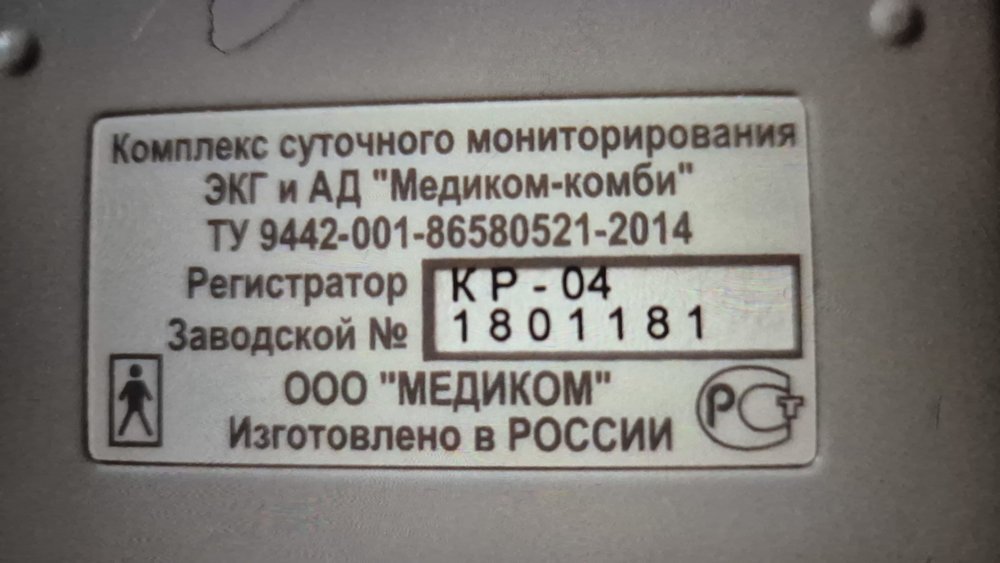 Комплекс суточного мониторирования
ЭКГ и АД "Медиком-комби"
ТУ 9442-001-86580521-2014
Регистратор КР-04
Заводской № 1801181
ООО "МЕДИКОМ"
Изготовлено в РОССИИ
РСТ